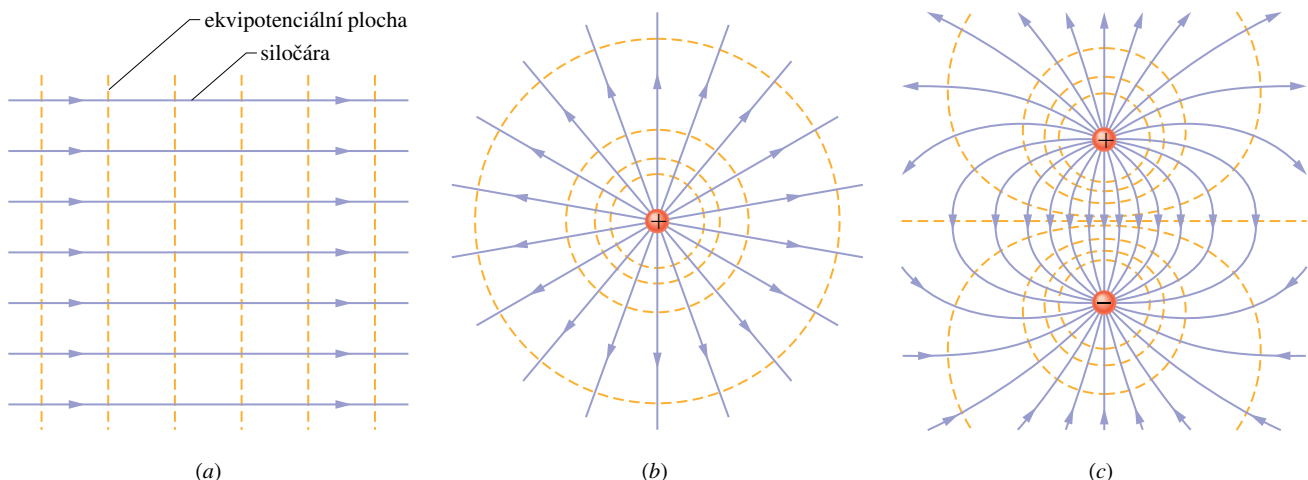 ekvipotenciální plocha
siločára
+
+
−
(a)
(b)
(c)